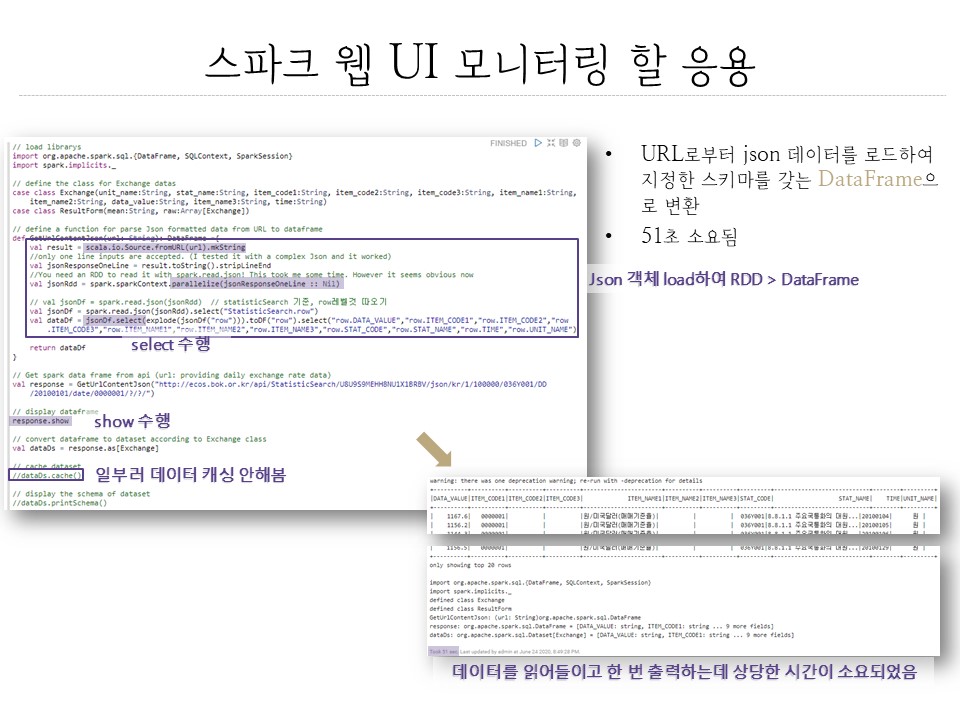 스파크 웹 UI 모니터링 할 응용
// load librarys
import org.apache.spark.sql.{DataFrame, SQLContext, SparkSession}
import spark.implicits._
FINISHED
// define the class for Exchange datas
case class Exchange(unit_name:String, stat_name:String, item_code1:String, item_code2:String, item_code3:String, item_name1:String,
item_name2:String, data_value:String, item_name3:String, time:String)
case class ResultForm(mean:String, raw:Array[Exchange])
// define a function for parse Json formatted data from URL to dataframe
def GetUrlContentJson(url: String): DataFrame ={
val result = scala.io.Source.fromURL(url).mkString
//only one line inputs are accepted. (I tested it with a complex Json and it worked)
val jsonResponseOneLine = result.toString().stripLineEnd
//You need an RDD to read it with spark.read.json! This took me some time. However it seems obvious now
val jsonRdd = spark.sparkContext.parallelize(jsonResponseOneLine :: Nil)
// val jsonDf = spark.read.json(jsonRdd) // statisticSearch 기준, row레벨것 따오기
val jsonDf = spark.read.json(jsonRdd).select("StatisticSearch.row")
val dataDf = jsonDf.select(explode(jsonDf("row"))).toDF("row").select("row.DATA_VALUE","row.ITEM_CODE1","row.ITEM_CODE2","row
.ITEM_CODE3","row.ITEM_NAME1","row.ITEM_NAME2","row.ITEM_NAME3","row.STAT_CODE","row.STAT_NAME","row.TIME","row.UNIT_NAME")
select 수행
return dataDf
}
// Get spark data frame from api (url: providing daily exchange rate data)
val response = GetUrlContentJson("http://ecos.bok.or.kr/api/StatisticSearch/U8U9S9MEHHBNU1X1BRBV/json/kr/1/100000/036Y001/DD
/20100101/date/0000001/?/?/")
// display dataframe
response.show
show 수행
// convert dataframe to dataset according to Exchange class
val dataDs = response.as[Exchange]
// cache dataset
//dataDs.cache()
일부러 데이터 캐싱 안해봄
// display the schema of dataset
//dataDs.printSchema()
• URL로부터 json 데이터를 로드하여
지정한 스키마를 갖는 DataFrame으
로 변환
• 51초 소요됨
Json 객체 load하여 RDD > DataFrame
warning: there was one deprecation warning; re-run with -deprecation for details
|DATA_VALUE|ITEM_CODE1|ITEM_CODE2|ITEM_CODE3| ITEM_NAME1|ITEM_NAME2|ITEM_NAME3|STAT_CODE| STAT_NAME| TIME|UNIT_NAME|
| 1167.6| 0000001| | |원/미국달러(매매기준율)| | | 036Y001|8.8.1.1 주요국통화의 대원...|20100104| 원 |
| 1150.2| 0000001| | |원/미국달러(매매기준율)| | | 036Y001|8.8.1.1 주요국통화의 대원...|20100105| 원 |
| 1156.5| 0000001| | |원/미국달러(매매기준율)| | | 036Y001|8.8.1.1 주요국통화의 대원...|20100129| 원 |
only showing top 20 rows
import org.apache.spark.sql.{DataFrame, SQLContext, SparkSession}
import spark.implicits._
defined class Exchange
defined class ResultForm
GetUrlContentJson: (url: String)org.apache.spark.sql.DataFrame
response: org.apache.spark.sql.DataFrame = [DATA_VALUE: string, ITEM_CODE1: string ... 9 more fields]
dataDs: org.apache.spark.sql.Dataset[Exchange] = [DATA_VALUE: string, ITEM_CODE1: string ... 9 more fields]
Took 51 sec. Last updated by admin at June 24 2020, 8:49:28 PM.
데이터를 읽어들이고 한 번 출력하는데 상당한 시간이 소요되었음